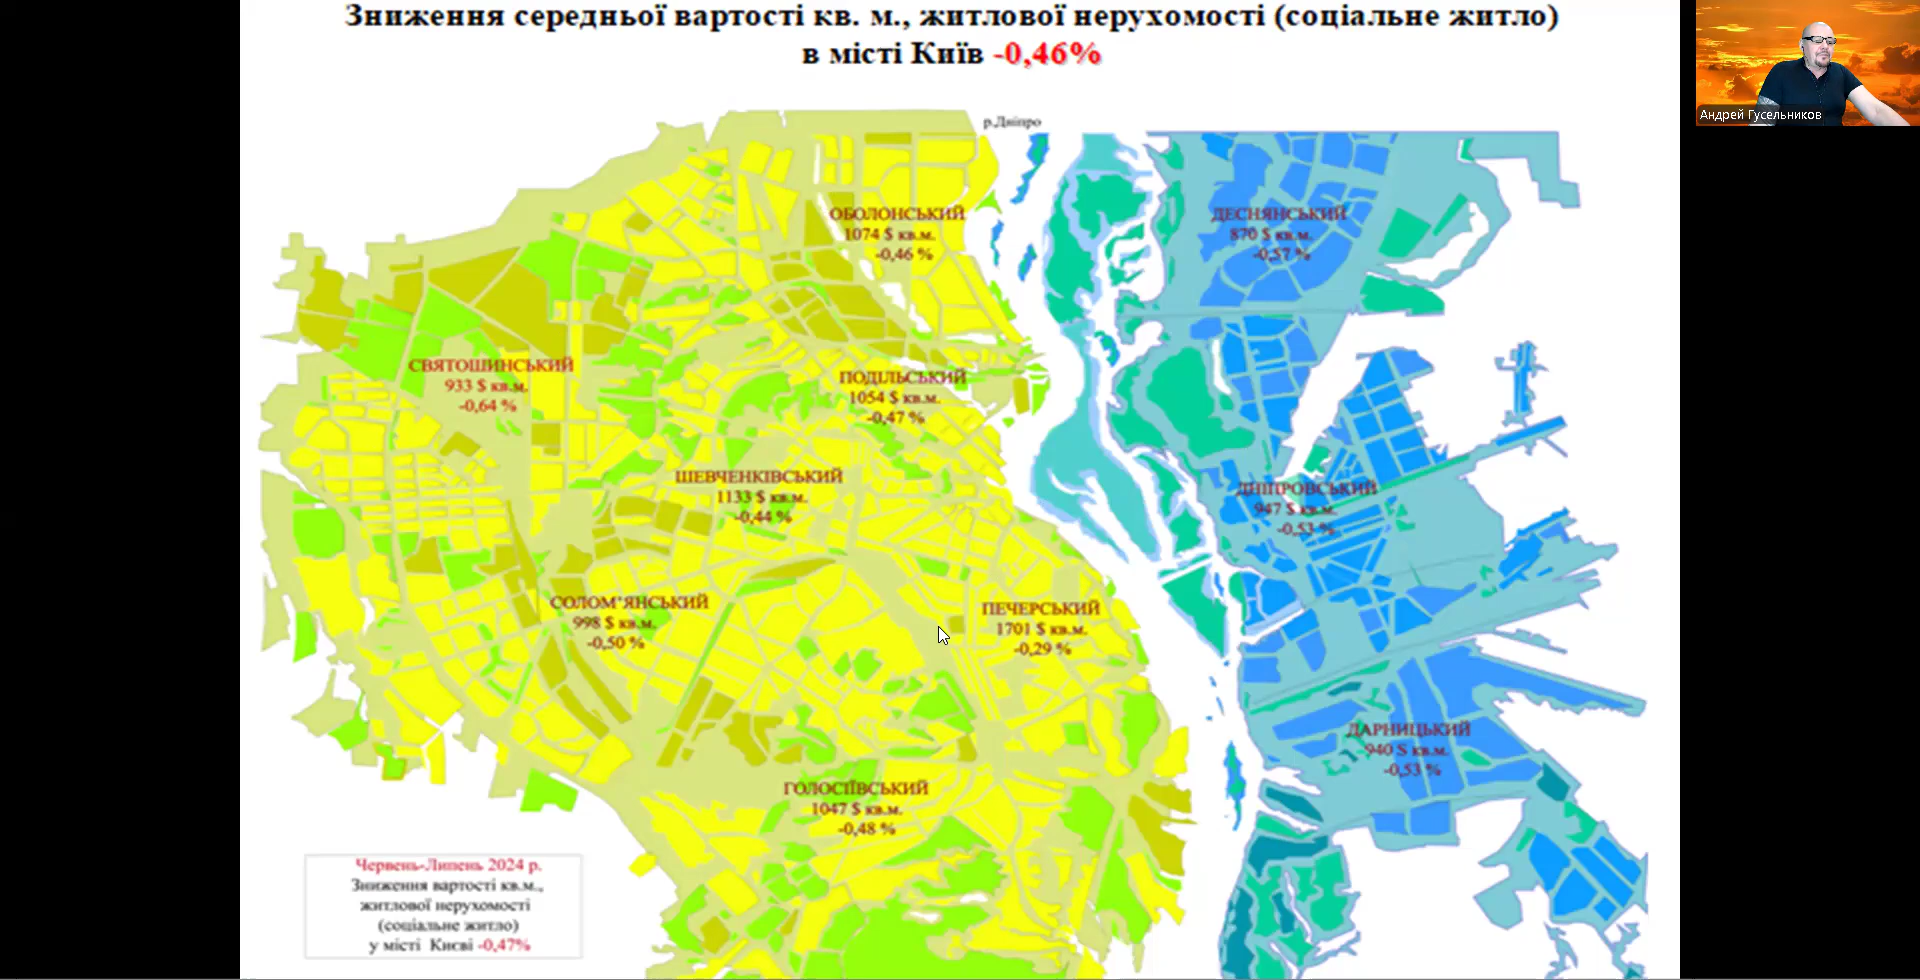 Зниження середньої вартості кв. м., житлової нерухомості (соціальне житло)
в місті Київ -0,46%
Андрей Гусельников
р.Дніпро
ОБОЛОНСЬКИЙ
1074 $ кв.м.
-0,46 %
ДЕСНЯНСЬКИЙ
870 $ кв.м.
-0,57 %
СВЯТОШИНСЬКИЙ
933 $ кв.м.
-0,64 %
ПОДІЛЬСЬКИЙ
1054 $ кв.м.
-0,47 %
ШЕВЧЕНКІВСЬКИЙ
1133 $ кв.м.
-0,44 %
ДНІПРОВСЬКИЙ
947 $ кв.м.
-0,53 %
СОЛОМ'ЯНСЬКИЙ
998 $ кв.м.
-0,50 %
ПЕЧЕРСЬКИЙ
1701 $ кв.м.
-0,29 %
ДАРНИЦЬКИЙ
940 $ кв.м.
-0,53 %
ГОЛОСІЇВСЬКИЙ
1047 $ кв.м.
-0,48 %
Червень-Липень 2024 р.
Зниження вартості кв.м.,
житлової нерухомості
(соціальне житло)
у місті Києві -0,47%